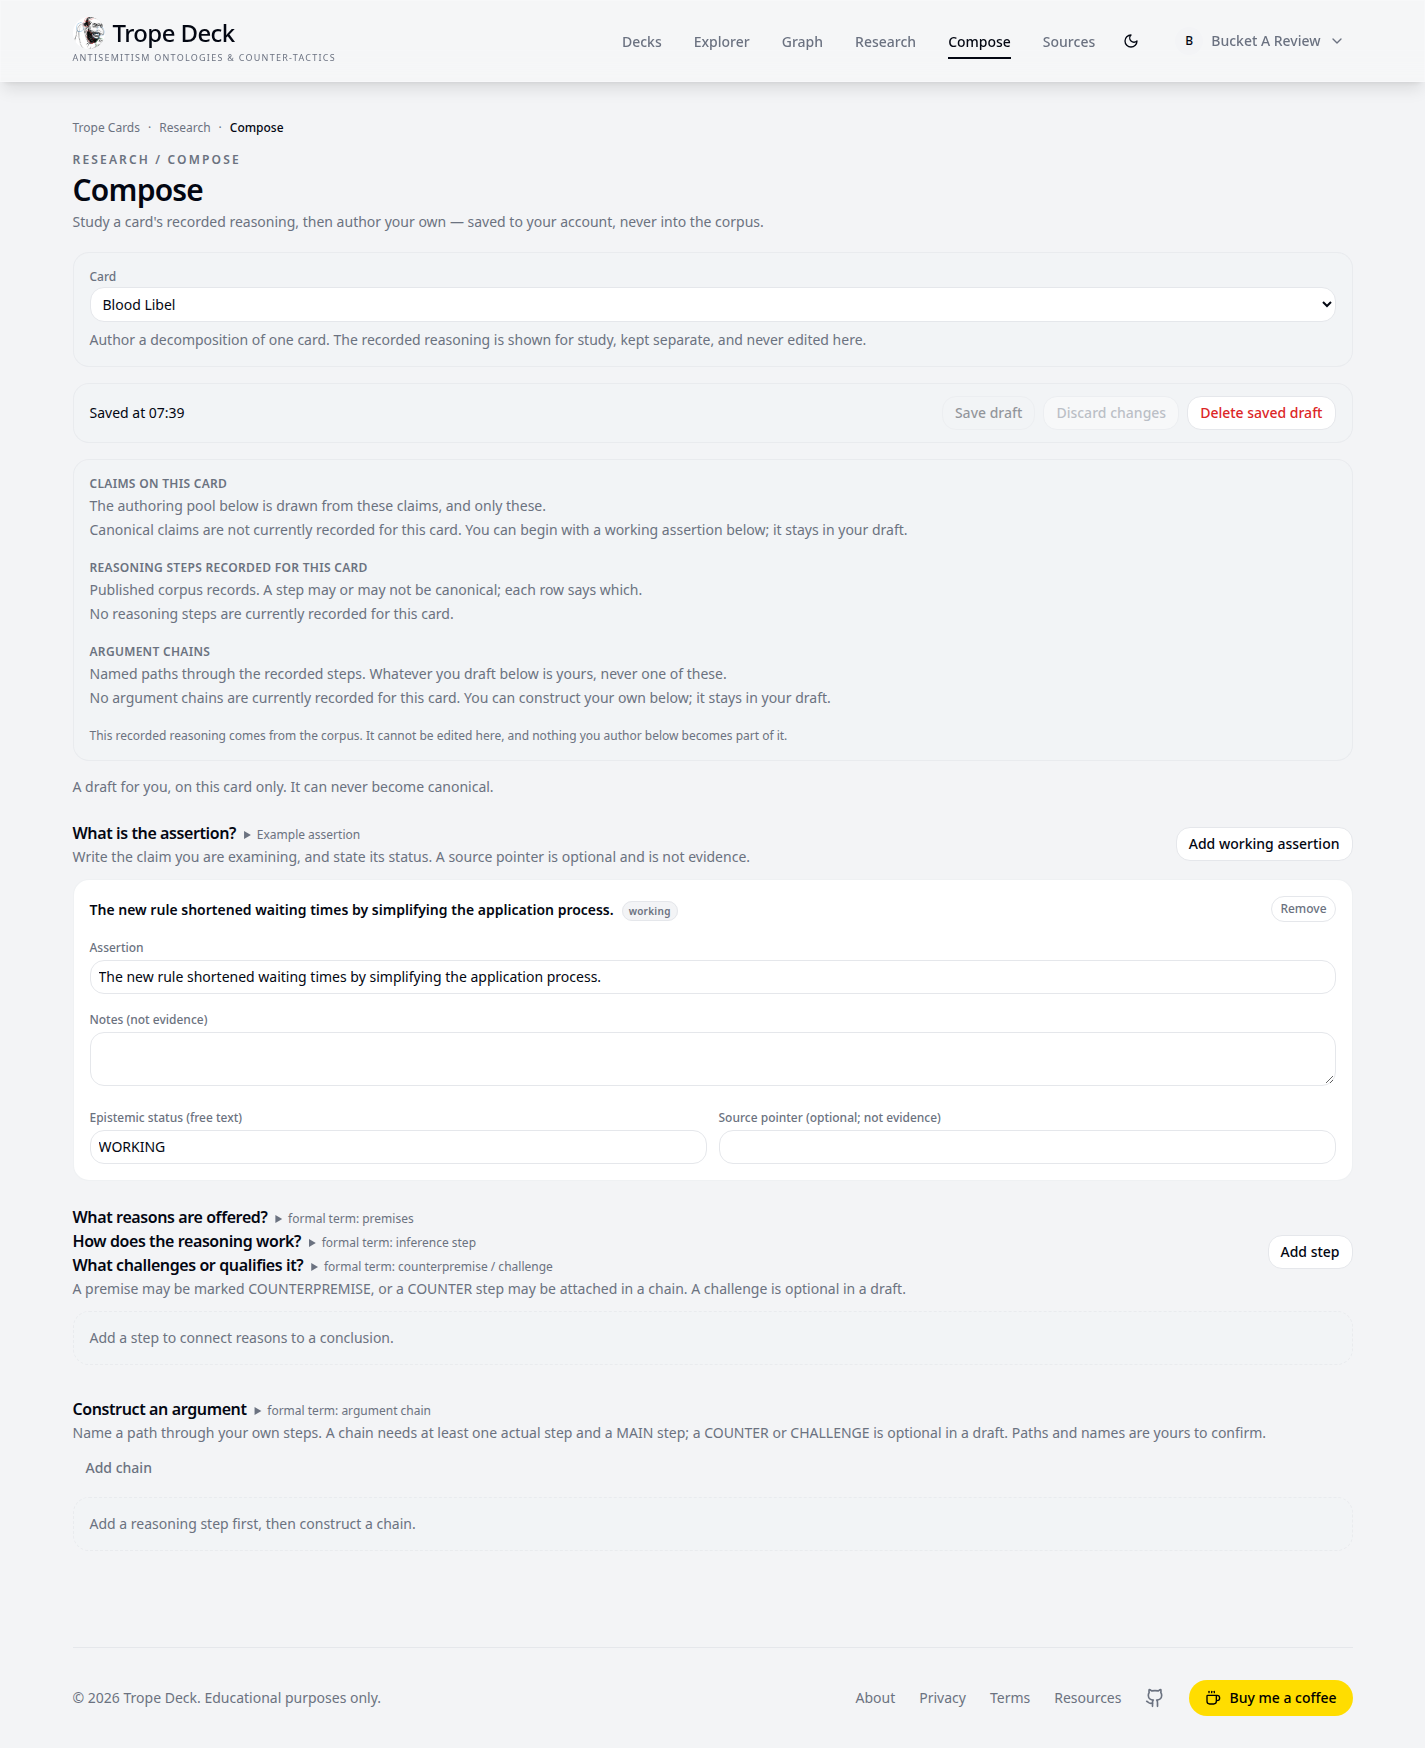 Trope Deck
ANTISEMITISM ONTOLOGIES & COUNTER-TACTICS
Decks Explorer Graph Research Compose Sources B Bucket A Review
Trope Cards · Research · Compose
RESEARCH / COMPOSE
Compose
Study a card's recorded reasoning, then author your own — saved to your account, never into the corpus.
Card
Blood Libel
Author a decomposition of one card. The recorded reasoning is shown for study, kept separate, and never edited here.
Saved at 07:39 Save draft Discard changes Delete saved draft
CLAIMS ON THIS CARD
The authoring pool below is drawn from these claims, and only these.
Canonical claims are not currently recorded for this card. You can begin with a working assertion below; it stays in your draft.
REASONING STEPS RECORDED FOR THIS CARD
Published corpus records. A step may or may not be canonical; each row says which.
No reasoning steps are currently recorded for this card.
ARGUMENT CHAINS
Named paths through the recorded steps. Whatever you draft below is yours, never one of these.
No argument chains are currently recorded for this card. You can construct your own below; it stays in your draft.
This recorded reasoning comes from the corpus. It cannot be edited here, and nothing you author below becomes part of it.
A draft for you, on this card only. It can never become canonical.
What is the assertion? ▶ Example assertion
Write the claim you are examining, and state its status. A source pointer is optional and is not evidence.
Add working assertion
The new rule shortened waiting times by simplifying the application process. working Remove
Assertion
The new rule shortened waiting times by simplifying the application process.
Notes (not evidence)
Epistemic status (free text) Source pointer (optional; not evidence)
WORKING
What reasons are offered? ▶ formal term: premises
How does the reasoning work? ▶ formal term: inference step
What challenges or qualifies it? ▶ formal term: counterpremise / challenge
A premise may be marked COUNTERPREMISE, or a COUNTER step may be attached in a chain. A challenge is optional in a draft.
Add step
Add a step to connect reasons to a conclusion.
Construct an argument ▶ formal term: argument chain
Name a path through your own steps. A chain needs at least one actual step and a MAIN step; a COUNTER or CHALLENGE is optional in a draft. Paths and names are yours to confirm.
Add chain
Add a reasoning step first, then construct a chain.
© 2026 Trope Deck. Educational purposes only.
About Privacy Terms Resources Buy me a coffee